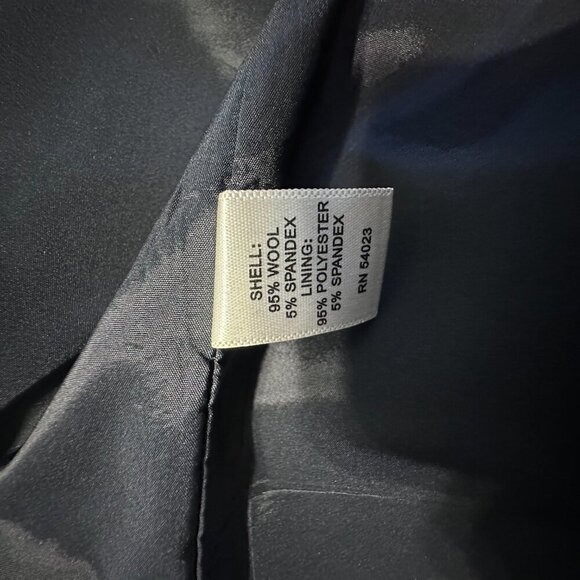 SHELL:
95% WOOL
5% SPANDEX
LINING:
95% POLYESTER
5% SPANDEX
RN 54023